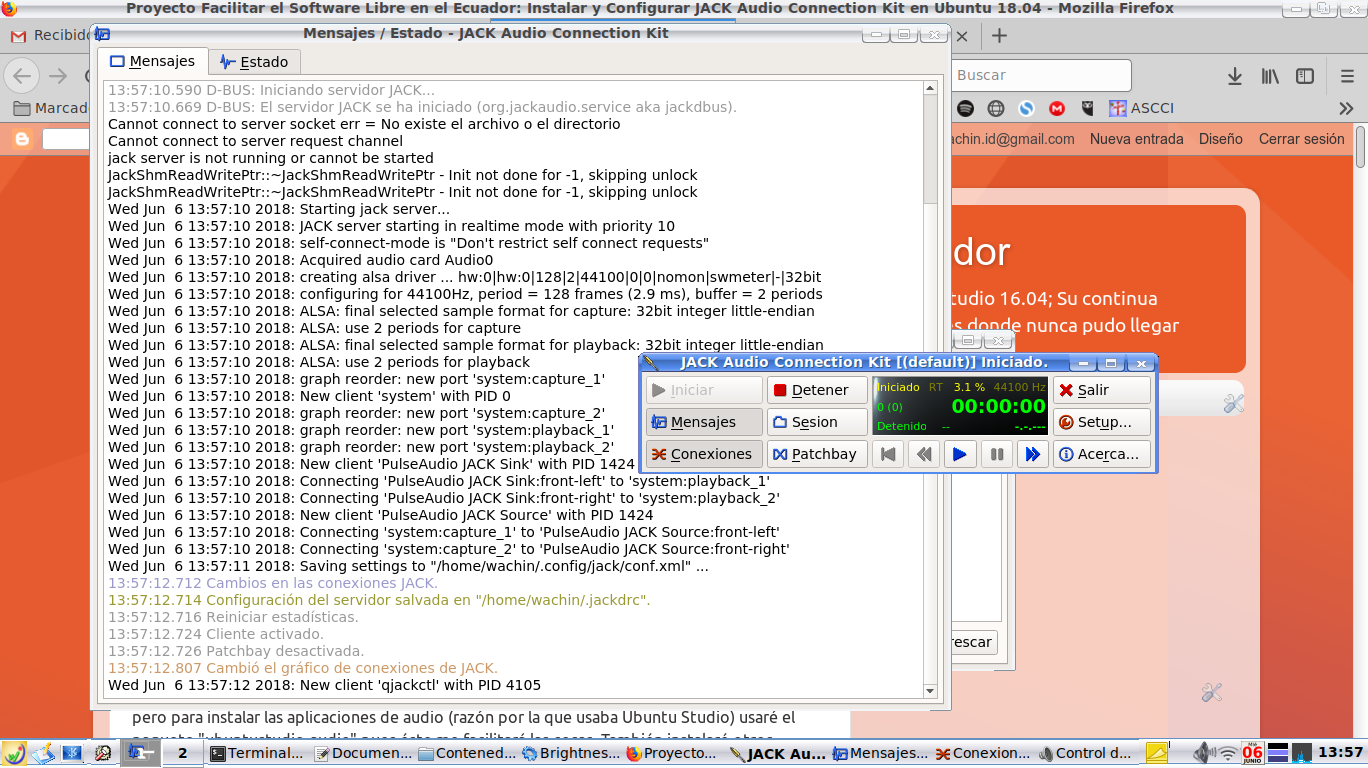 Proyecto Facilitar el Software Libre en el Ecuador: Instalar y Configurar JACK Audio Connection Kit en Ubuntu 18.04 - Mozilla Firefox
Recibido
Mensajes / Estado - JACK Audio Connection Kit
Mensajes
Estado
Buscar
Marcad
ASCCI
achin.id@gmail.com
Nueva entrada
Diseño
Cerrar sesión
13:57:10.590 D-BUS: Iniciando servidor JACK...
13:57:10.669 D-BUS: El servidor JACK se ha iniciado (org.jackaudio.service aka jackdbus).
Cannot connect to server socket err = No existe el archivo o el directorio
Cannot connect to server request channel
jack server is not running or cannot be started
JackShmReadWritePtr::~JackShmReadWritePtr - Init not done for -1, skipping unlock
JackShmReadWritePtr::~JackShmReadWritePtr - Init not done for -1, skipping unlock
Wed Jun  6 13:57:10 2018: Starting jack server...
Wed Jun  6 13:57:10 2018: JACK server starting in realtime mode with priority 10
Wed Jun  6 13:57:10 2018: self-connect-mode is "Don't restrict self connect requests"
Wed Jun  6 13:57:10 2018: Acquired audio card Audio0
Wed Jun  6 13:57:10 2018: creating alsa driver ... hw:0|hw:0|128|2|44100|0|0|nomon|swmeter|-|32bit
Wed Jun  6 13:57:10 2018: configuring for 44100Hz, period = 128 frames (2.9 ms), buffer = 2 periods
Wed Jun  6 13:57:10 2018: ALSA: final selected sample format for capture: 32bit integer little-endian
Wed Jun  6 13:57:10 2018: ALSA: use 2 periods for capture
Wed Jun  6 13:57:10 2018: ALSA: final selected sample format for playback: 32bit integer little-endian
Wed Jun  6 13:57:10 2018: ALSA: use 2 periods for playback
Wed Jun  6 13:57:10 2018: graph reorder: new port 'system:capture_1'
Wed Jun  6 13:57:10 2018: New client 'system' with PID 0
Wed Jun  6 13:57:10 2018: graph reorder: new port 'system:capture_2'
Wed Jun  6 13:57:10 2018: graph reorder: new port 'system:playback_1'
Wed Jun  6 13:57:10 2018: graph reorder: new port 'system:playback_2'
Wed Jun  6 13:57:10 2018: New client 'PulseAudio JACK Sink' with PID 1424
Wed Jun  6 13:57:10 2018: Connecting 'PulseAudio JACK Sink:front-left' to 'system:playback_1'
Wed Jun  6 13:57:10 2018: Connecting 'PulseAudio JACK Sink:front-right' to 'system:playback_2'
Wed Jun  6 13:57:10 2018: New client 'PulseAudio JACK Source' with PID 1424
Wed Jun  6 13:57:10 2018: Connecting 'system:capture_1' to 'PulseAudio JACK Source:front-left'
Wed Jun  6 13:57:10 2018: Connecting 'system:capture_2' to 'PulseAudio JACK Source:front-right'
Wed Jun  6 13:57:11 2018: Saving settings to "/home/wachin/.config/jack/conf.xml" ...
13:57:12.712 Cambios en las conexiones JACK.
13:57:12.714 Configuración del servidor salvada en "/home/wachin/.jackdrc".
13:57:12.716 Reiniciar estadísticas.
13:57:12.724 Cliente activado.
13:57:12.726 Patchbay desactivada.
13:57:12.807 Cambió el gráfico de conexiones de JACK.
Wed Jun  6 13:57:12 2018: New client 'qjackctl' with PID 4105
dor
tudio 16.04; Su continua
es donde nunca pudo llegar
JACK Audio Connection Kit [(default)] Iniciado.
Iniciar
Detener
Iniciado RT 3.1 % 44100 Hz
Salir
Mensajes
Sesion
0 (0) 00:00:00
Setup...
Detenido -- -.-.---
Conexiones
Patchbay
Acerca...
rescar
pero para instalar las aplicaciones de audio (razón por la que usaba Ubuntu Studio) usaré el
2
Terminal...
Documen...
Contened...
Brightnes...
Proyecto...
JACK Au...
Mensajes...
Conexion...
Control d...
06
JUNIO
13:57